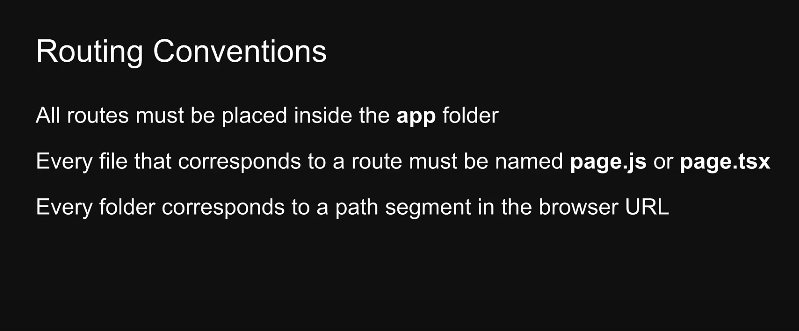 Routing Conventions
All routes must be placed inside the app folder
Every file that corresponds to a route must be named page.js or page.tsx
Every folder corresponds to a path segment in the browser URL